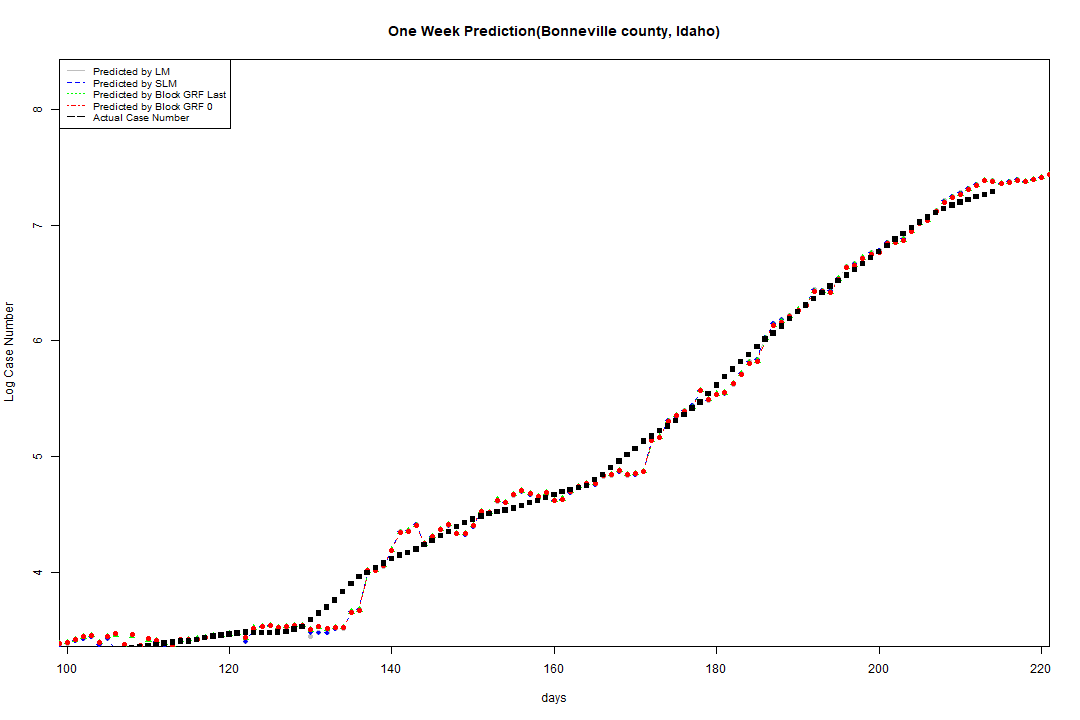 One Week Prediction(Bonneville county, Idaho)
Predicted by LM
Predicted by SLM
Predicted by Block GRF Last
Predicted by Block GRF 0
Actual Case Number
8
7
6
5
4
Log Case Number
100 120 140 160 180 200 220
days